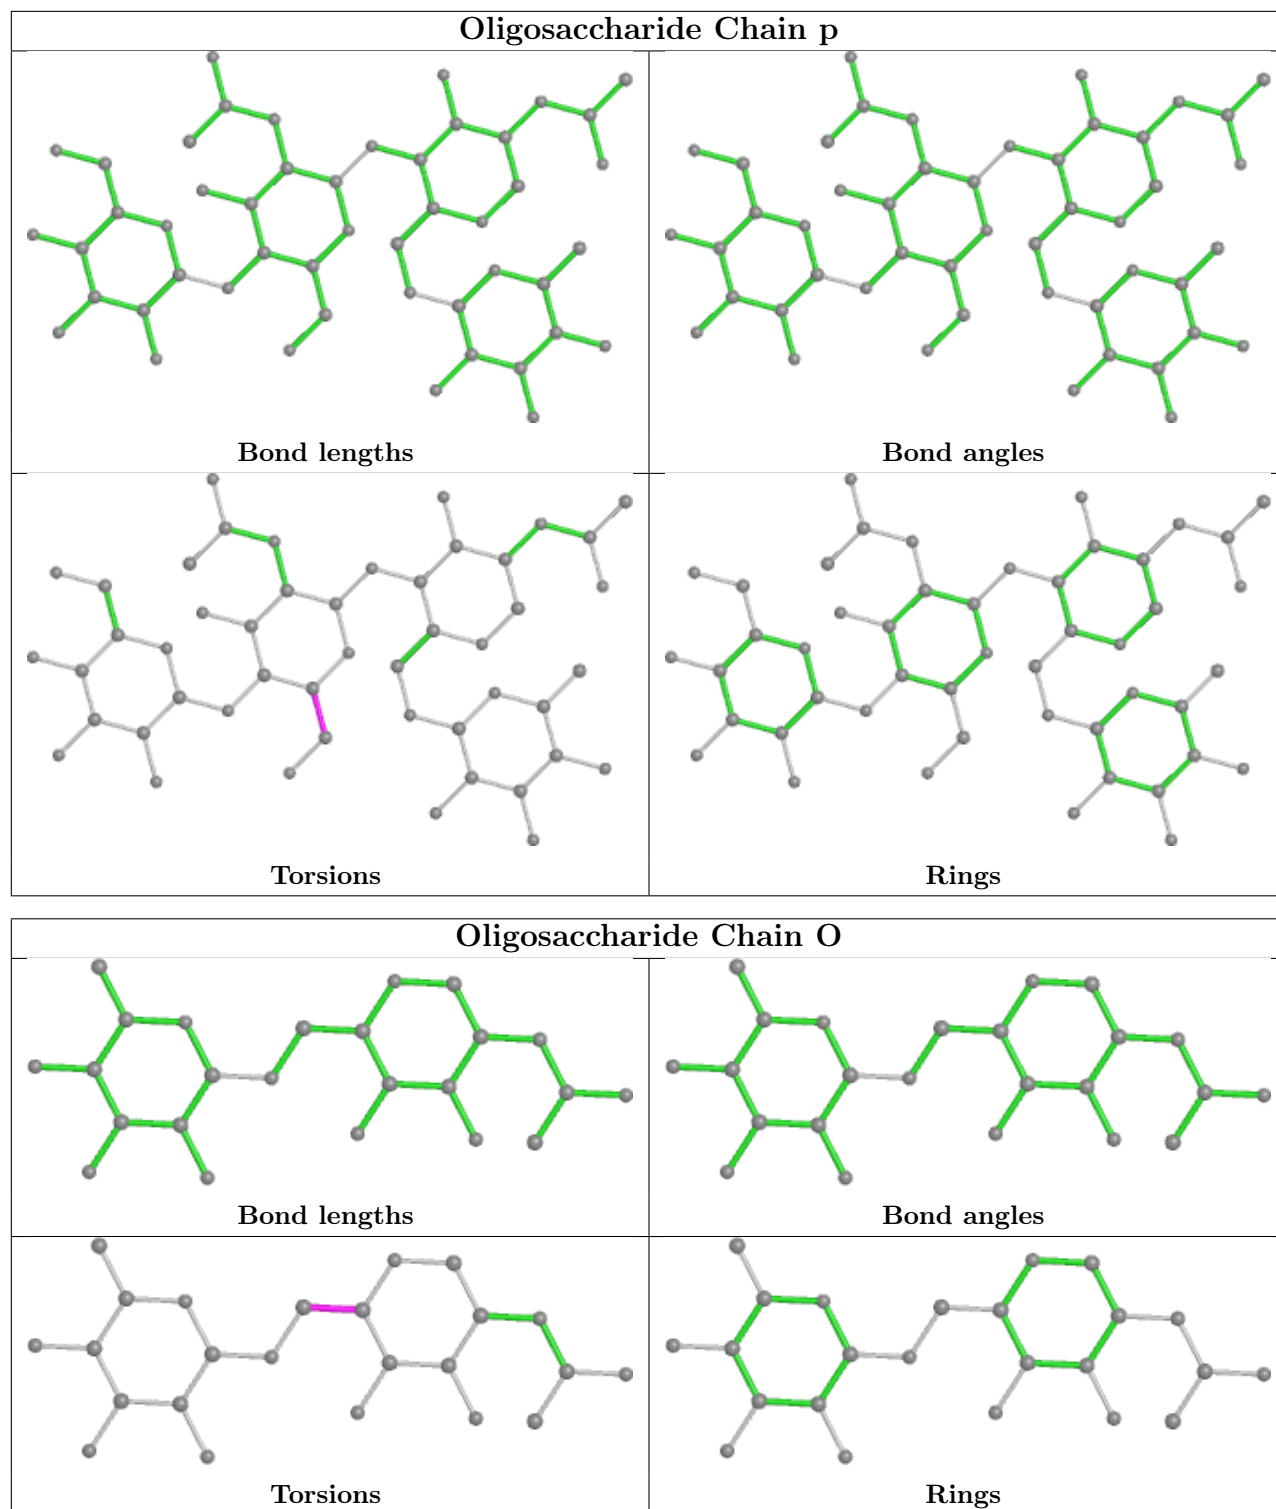 Oligosaccharide Chain p
Bond lengths
Bond angles
Torsions
Rings
Oligosaccharide Chain O
Bond lengths
Bond angles
Torsions
Rings